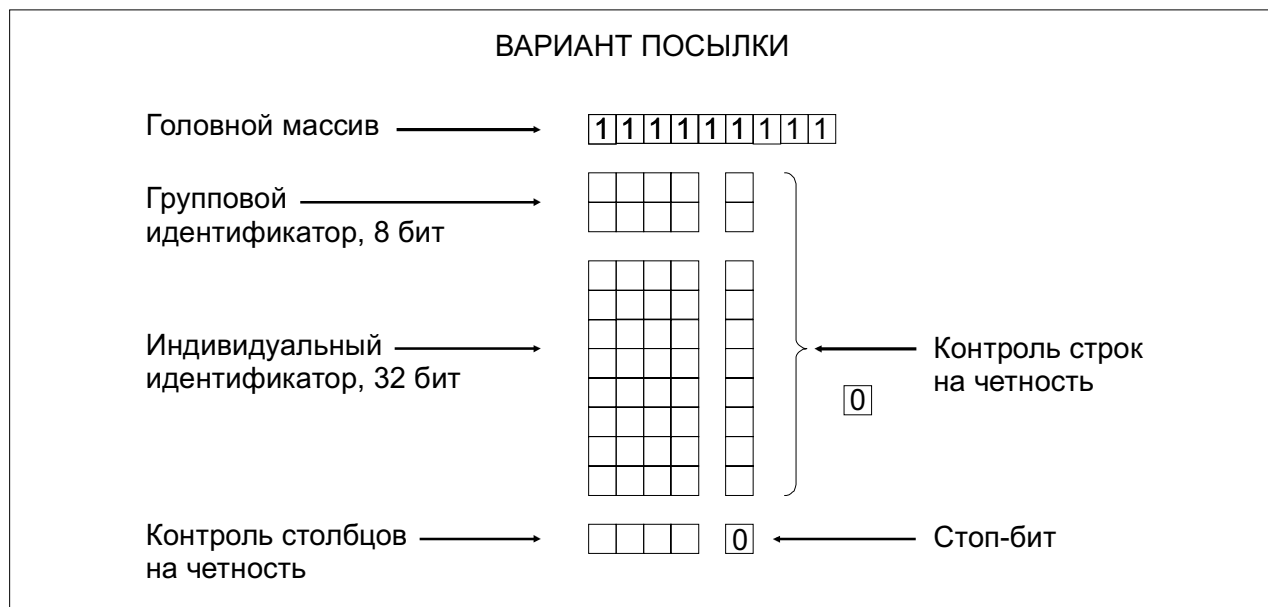 ВАРИАНТ ПОСЫЛКИ
Головной массив
1 1 1 1 1 1 1 1 1
Групповой
идентификатор, 8 бит
Индивидуальный
идентификатор, 32 бит
Контроль строк
на четность
0
Контроль столбцов
на четность
0
Стоп-бит